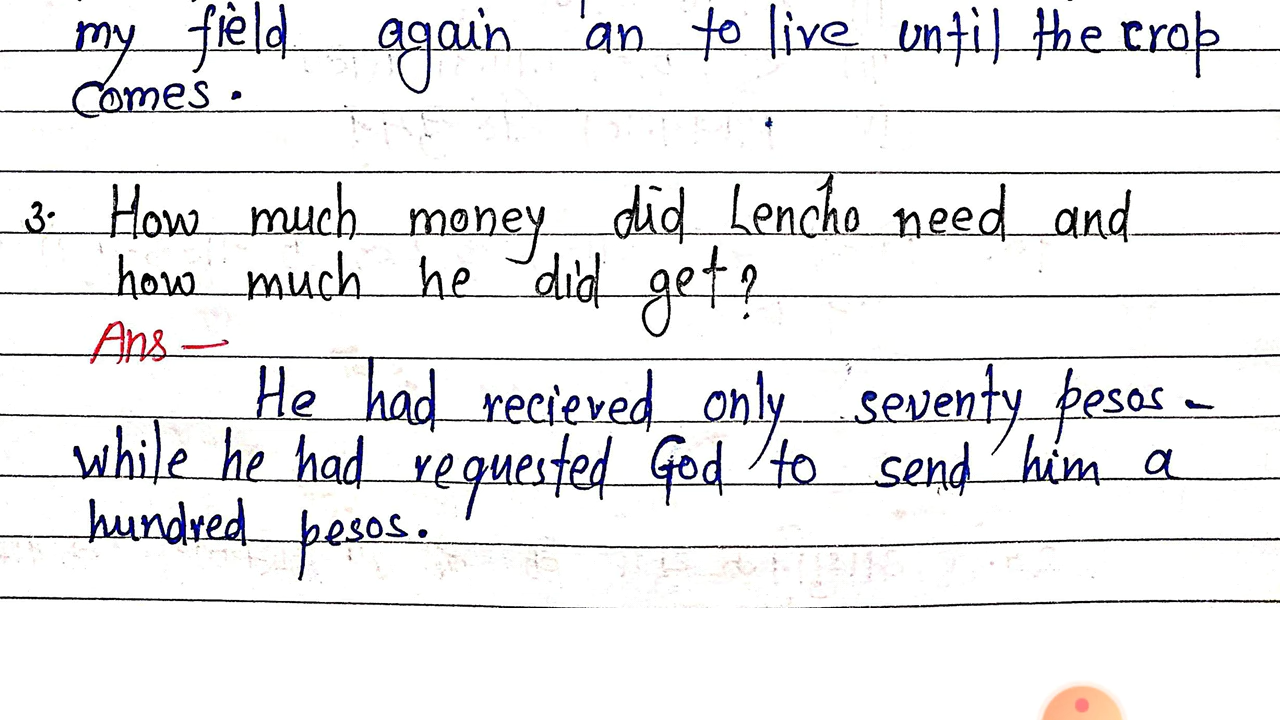 my field again an to live until the crop
comes.
3. How much money did Lencho need and
how much he did get?
Ans —
He had recieved only seventy pesos -
while he had requested God to send him a
hundred pesos.